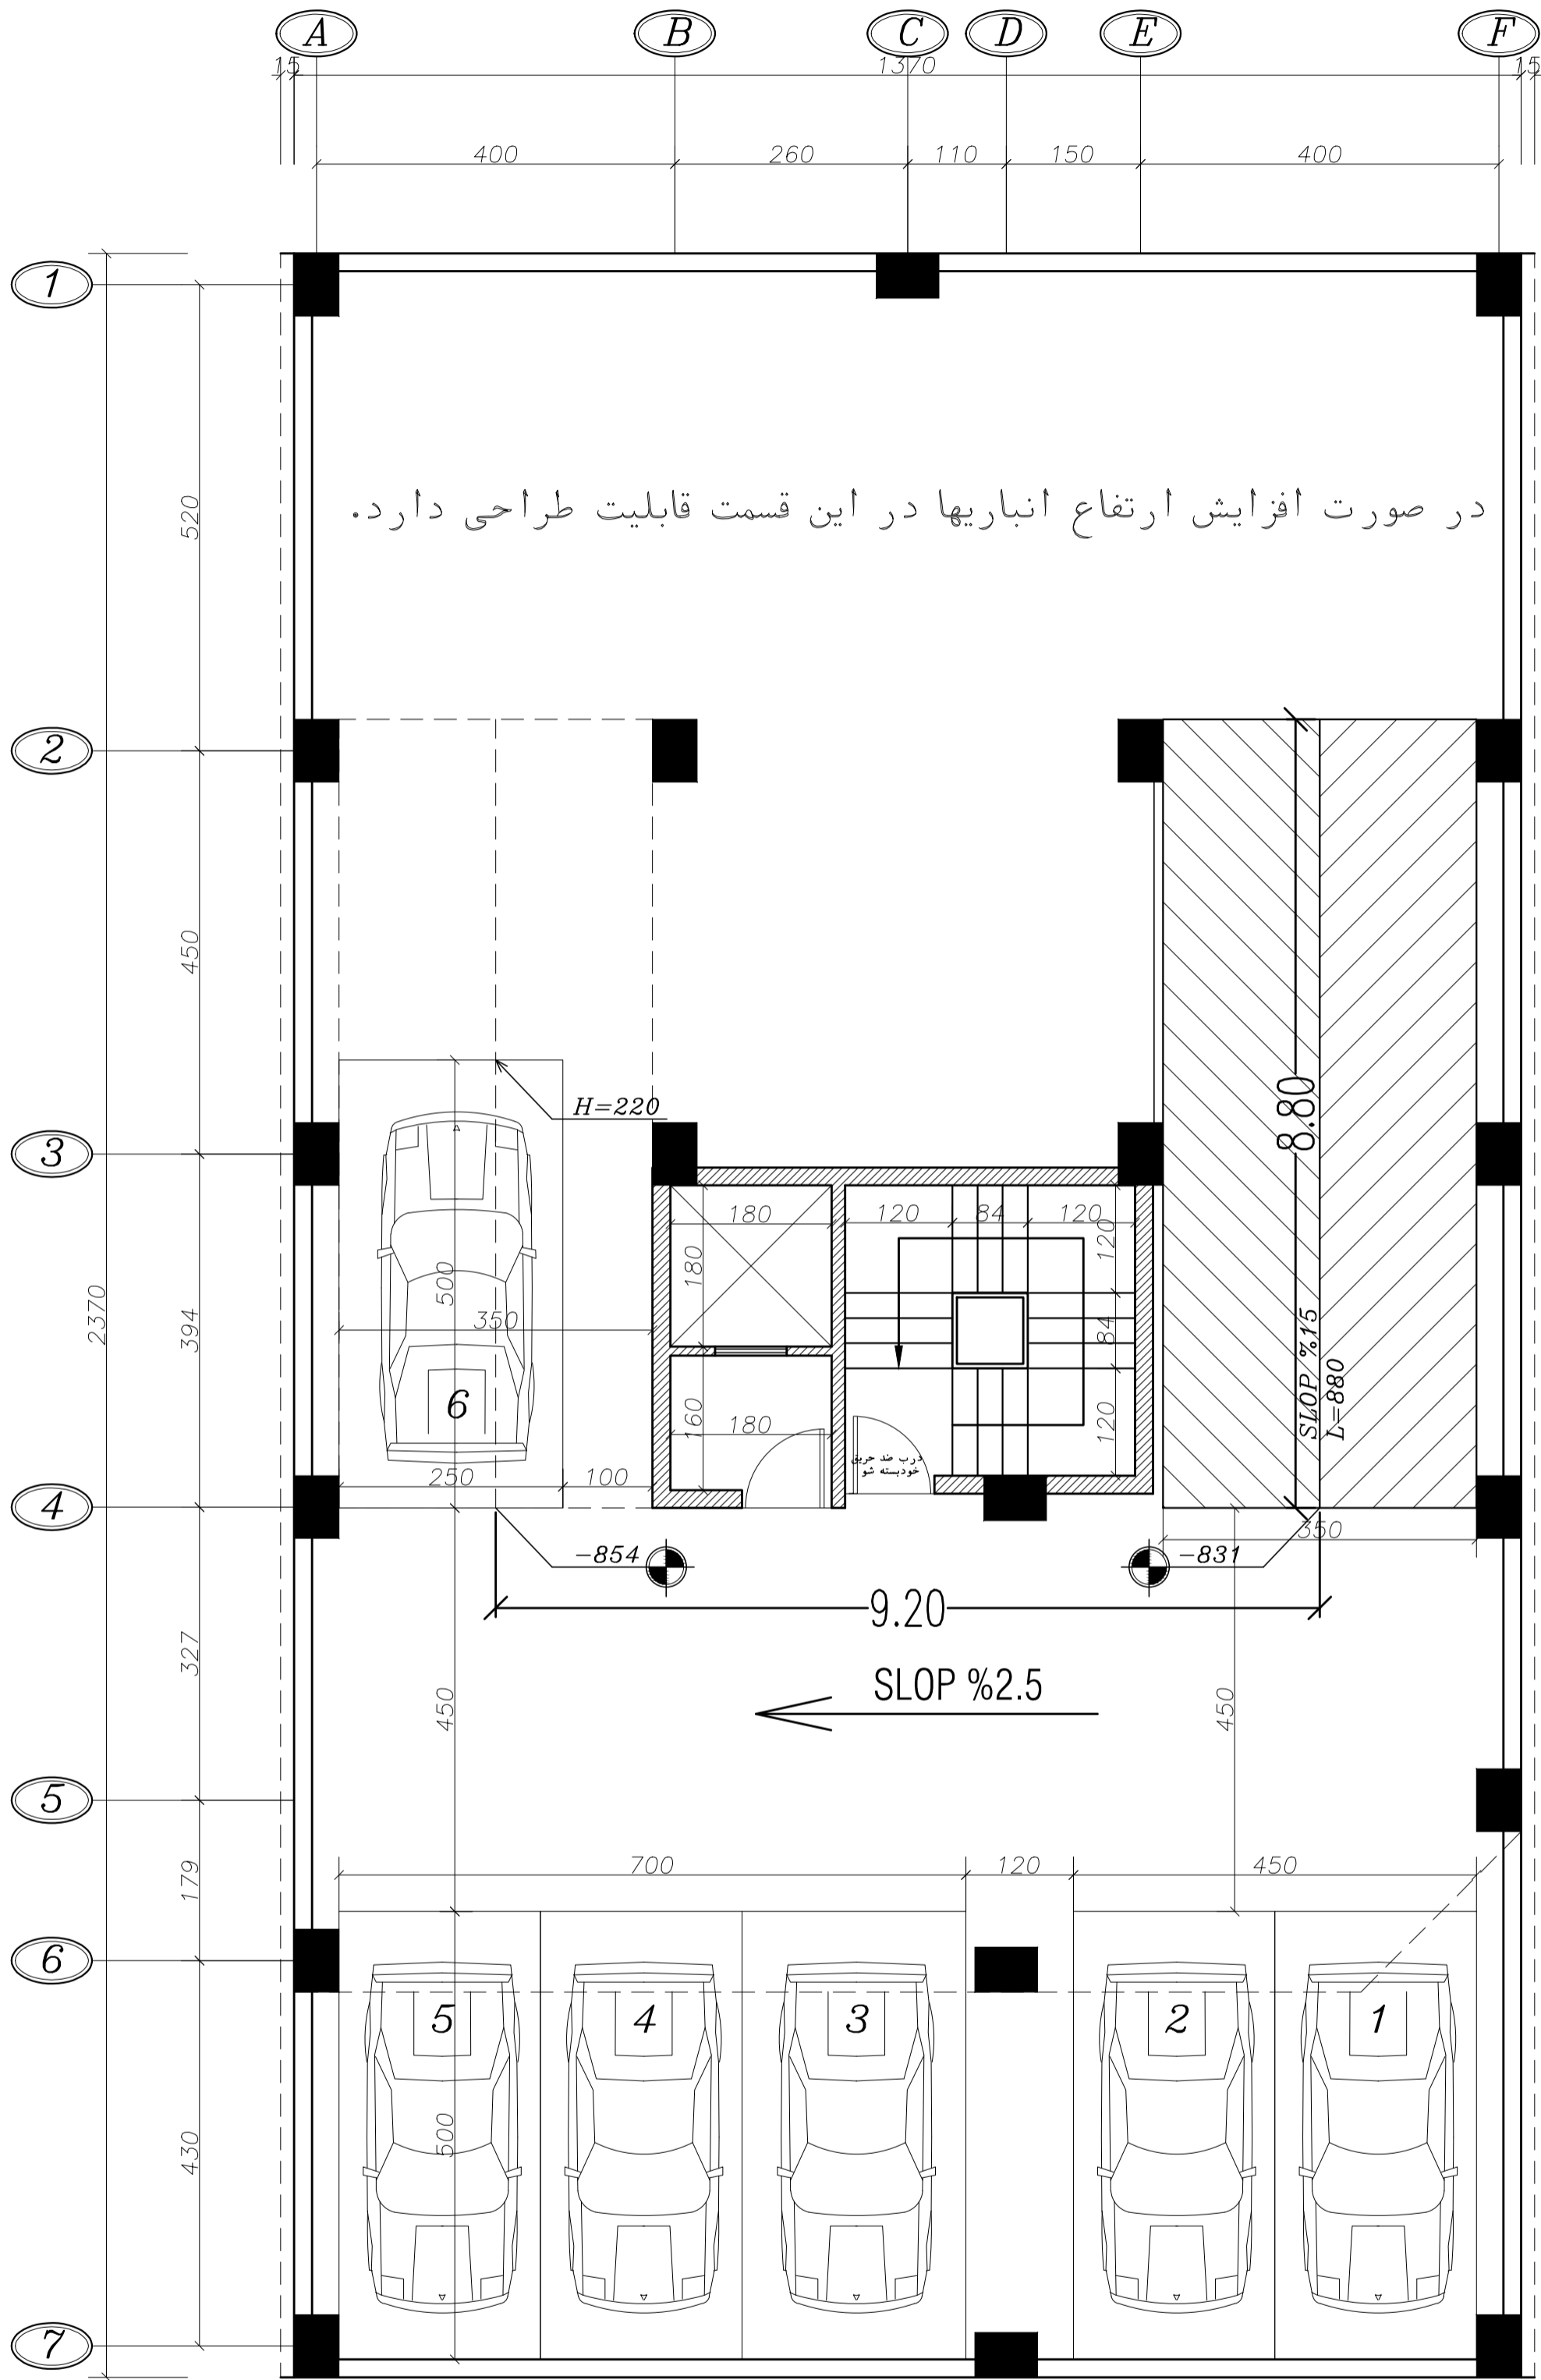 A B C D E F
15 1370 15
400 260 110 150 400
1
520
در صورت افزایش ارتفاع انباریها در این قسمت قابلیت طراحی دارد.
2
450
8.80
H=220
3
180 120 84 120
120
180
500
2370
394
350
84
SLOP %15
L=880
6
160
180
120
درب ضد حریق
خودبسته شو
250 100
4
350
-854 -831
9.20
327
SLOP %2.5
450 450
5
700 120 450
179
6
5 4 3 2 1
430
500
7